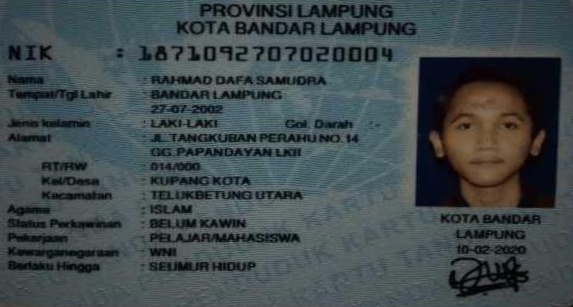 PROVINSI LAMPUNG
KOTA BANDAR LAMPUNG
NIK : 1871092707020004
Nama : RAHMAD DAFA SAMUDRA
Tempat/Tgl Lahir : BANDAR LAMPUNG
27-07-2002
Jenis kelamin : LAKI-LAKI Gol. Darah :-
Alamat : JL. TANGKUBAN PERAHU NO. 14
GG. PAPANDAYAN LKII
RT/RW : 014/000
Kel/Desa : KUPANG KOTA
Kecamatan : TELUKBETUNG UTARA
Agama : ISLAM
Status Perkawinan : BELUM KAWIN
Pekerjaan : PELAJAR/MAHASISWA
Kewarganegaraan : WNI
Berlaku Hingga : SEUMUR HIDUP
KOTA BANDAR
LAMPUNG
10-02-2020